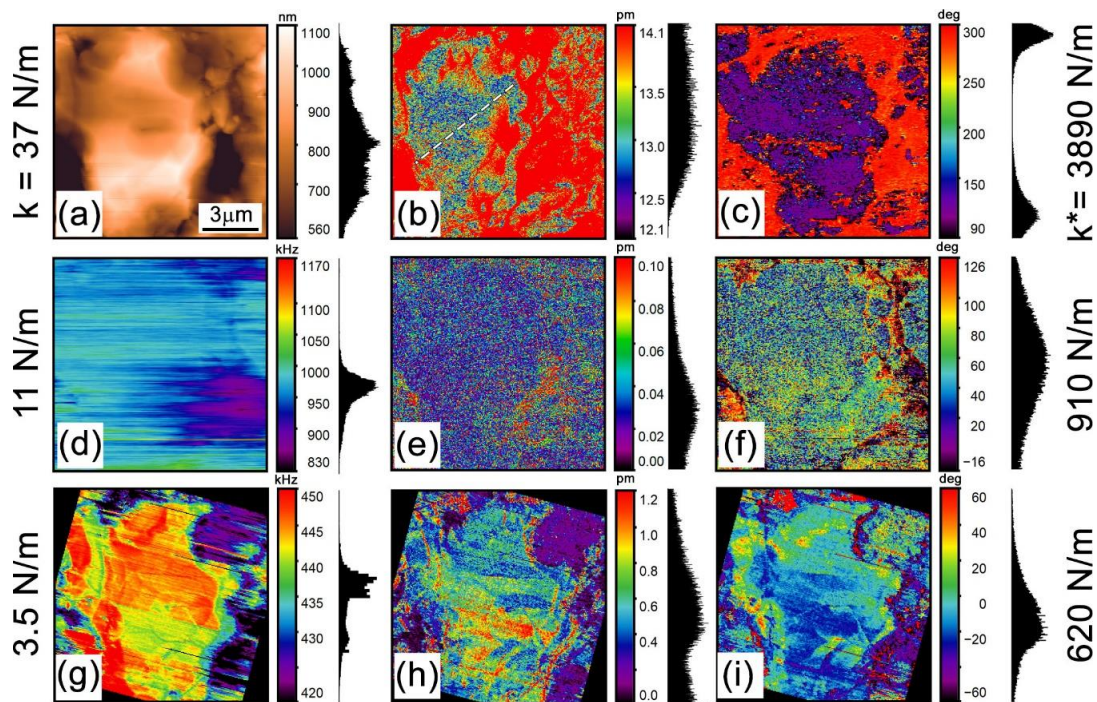 k = 37 N/m
(a)
3μm
nm
1100
1000
900
800
700
600
560
(b)
pm
14.1
13.5
13.0
12.5
12.1
(c)
deg
300
250
200
150
90
k*= 3890 N/m
11 N/m
(d)
kHz
1170
1100
1050
1000
950
900
830
(e)
pm
0.10
0.08
0.06
0.04
0.02
0.00
(f)
deg
126
100
80
60
40
20
−16
910 N/m
3.5 N/m
(g)
kHz
450
445
440
435
430
425
420
(h)
pm
1.2
1.0
0.8
0.6
0.4
0.2
0.0
(i)
deg
60
40
20
0
−20
−40
−60
620 N/m